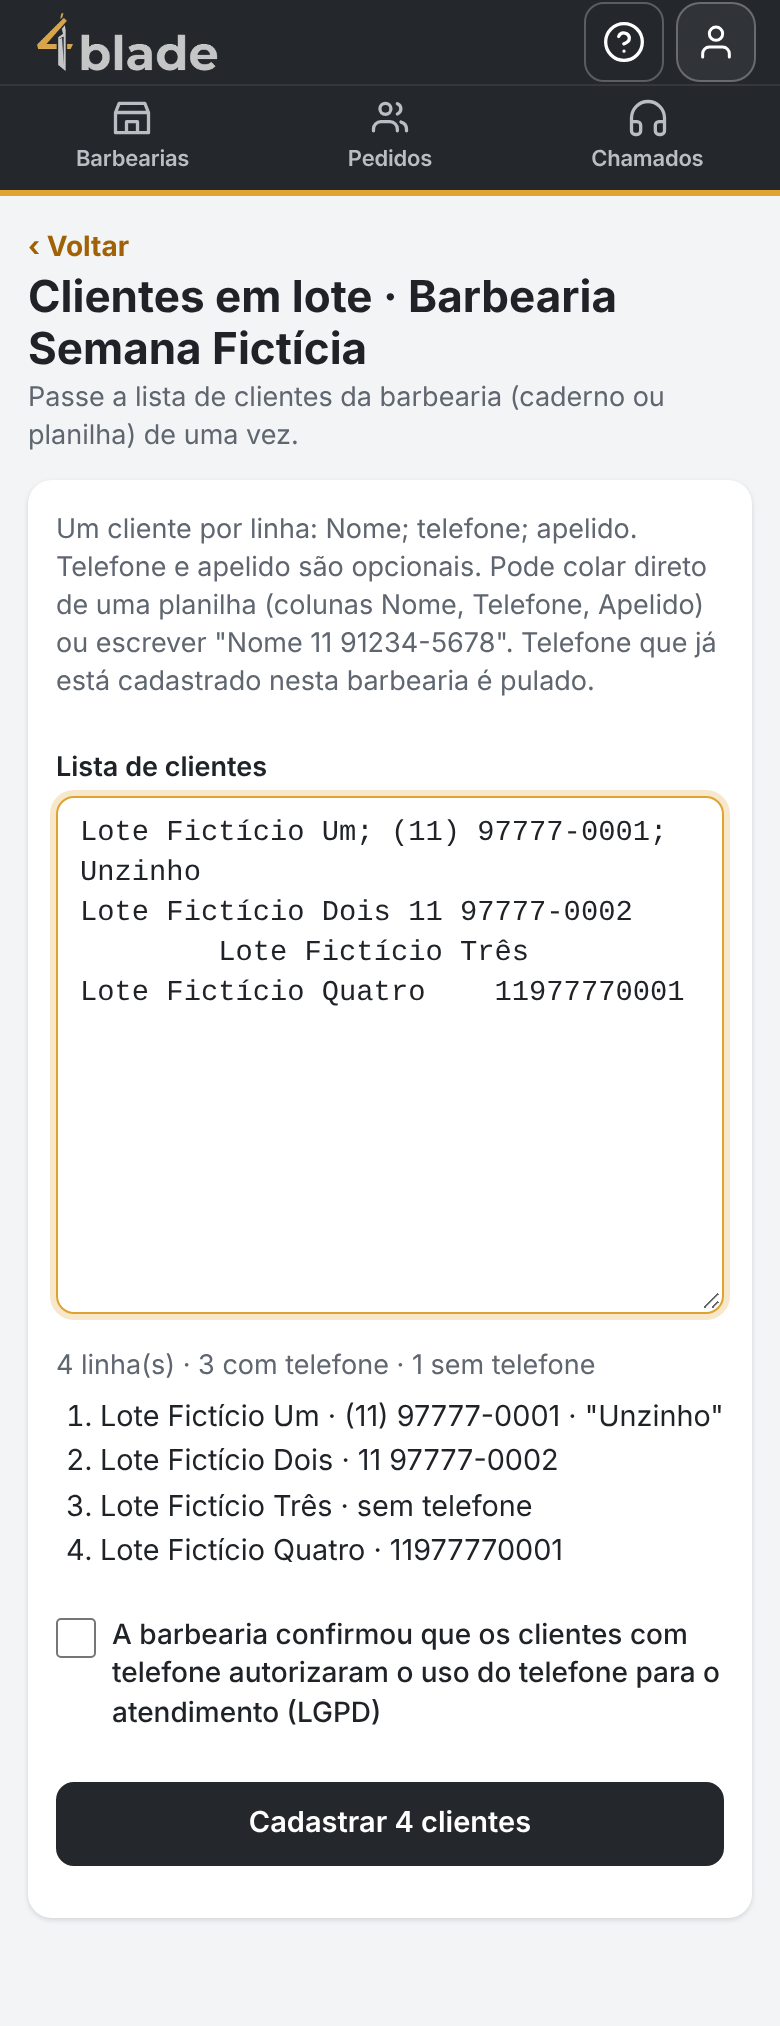 4blade
Barbearias
Pedidos
Chamados
‹ Voltar
Clientes em lote · Barbearia
Semana Fictícia
Passe a lista de clientes da barbearia (caderno ou
planilha) de uma vez.
Um cliente por linha: Nome; telefone; apelido.
Telefone e apelido são opcionais. Pode colar direto
de uma planilha (colunas Nome, Telefone, Apelido)
ou escrever "Nome 11 91234-5678". Telefone que já
está cadastrado nesta barbearia é pulado.
Lista de clientes
Lote Fictício Um; (11) 97777-0001;
Unzinho
Lote Fictício Dois 11 97777-0002
Lote Fictício Três
Lote Fictício Quatro    11977770001
4 linha(s) · 3 com telefone · 1 sem telefone
1. Lote Fictício Um · (11) 97777-0001 · "Unzinho"
2. Lote Fictício Dois · 11 97777-0002
3. Lote Fictício Três · sem telefone
4. Lote Fictício Quatro · 11977770001
A barbearia confirmou que os clientes com
telefone autorizaram o uso do telefone para o
atendimento (LGPD)
Cadastrar 4 clientes